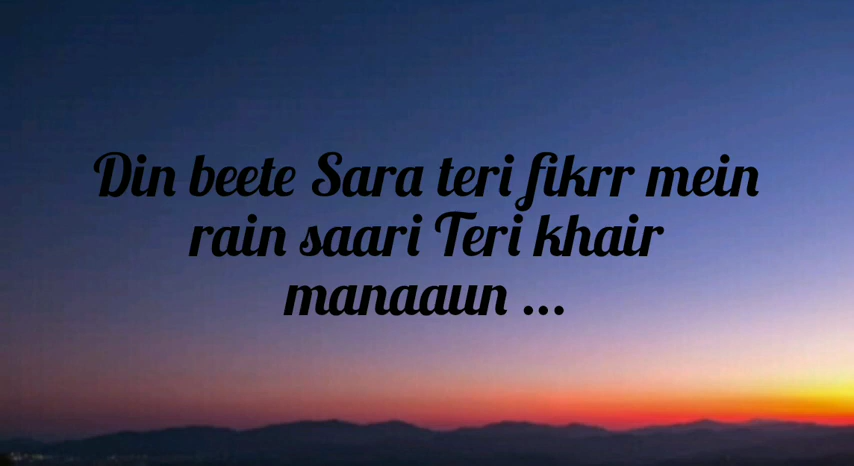 Din beete Sara teri fikrr mein
rain saari Teri khair
manaaun ...